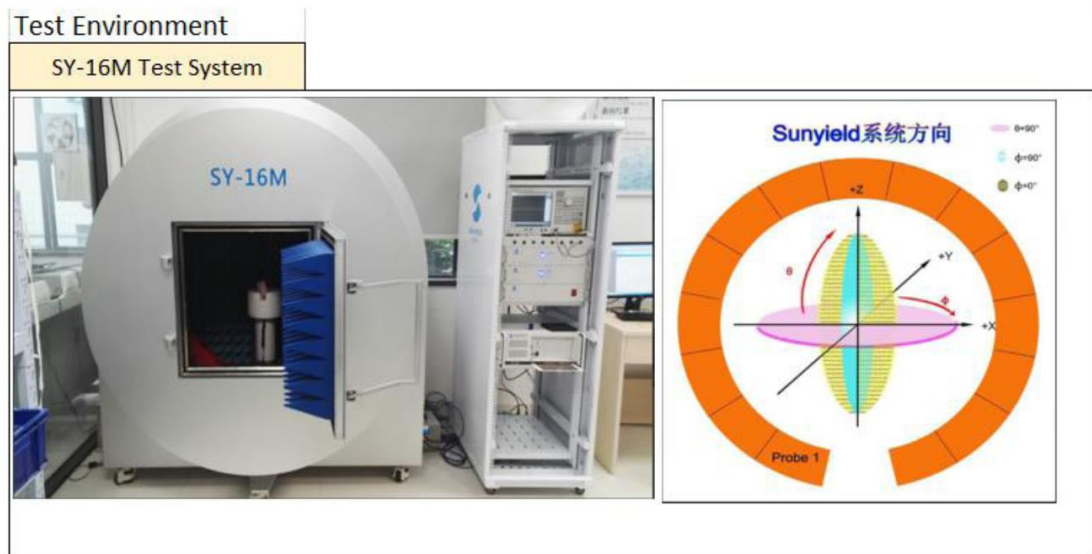 Test Environment
SY-16M Test System
SY-16M
Sunyield系统方向
θ=90°
ϕ=90°
ϕ=0°
+Z
+Y
θ
ϕ
+X
Probe 1